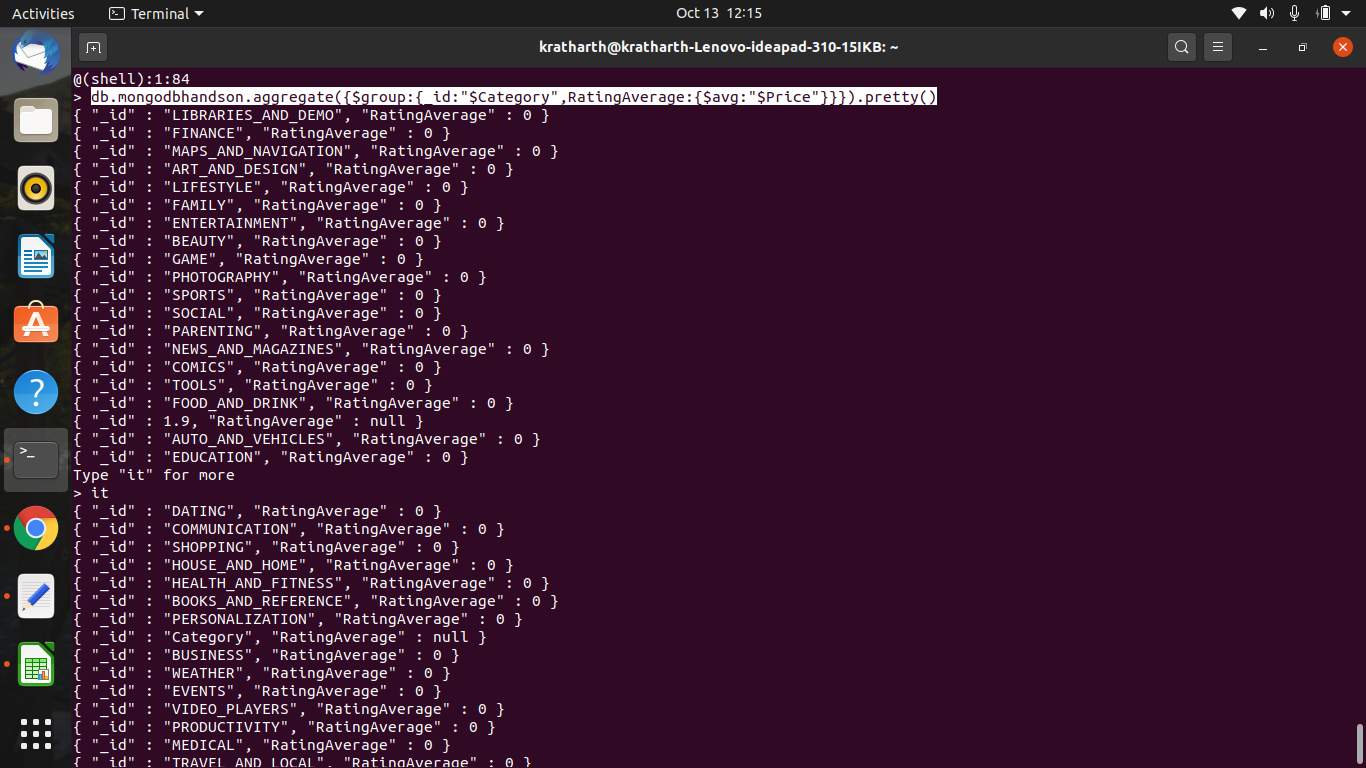 Activities Terminal Oct 13 12:15
kratharth@kratharth-Lenovo-ideapad-310-15IKB: ~
@(shell):1:84
> db.mongodbhandson.aggregate({$group:{_id:"$Category",RatingAverage:{$avg:"$Price"}}}).pretty()
{ "_id" : "LIBRARIES_AND_DEMO", "RatingAverage" : 0 }
{ "_id" : "FINANCE", "RatingAverage" : 0 }
{ "_id" : "MAPS_AND_NAVIGATION", "RatingAverage" : 0 }
{ "_id" : "ART_AND_DESIGN", "RatingAverage" : 0 }
{ "_id" : "LIFESTYLE", "RatingAverage" : 0 }
{ "_id" : "FAMILY", "RatingAverage" : 0 }
{ "_id" : "ENTERTAINMENT", "RatingAverage" : 0 }
{ "_id" : "BEAUTY", "RatingAverage" : 0 }
{ "_id" : "GAME", "RatingAverage" : 0 }
{ "_id" : "PHOTOGRAPHY", "RatingAverage" : 0 }
{ "_id" : "SPORTS", "RatingAverage" : 0 }
{ "_id" : "SOCIAL", "RatingAverage" : 0 }
{ "_id" : "PARENTING", "RatingAverage" : 0 }
{ "_id" : "NEWS_AND_MAGAZINES", "RatingAverage" : 0 }
{ "_id" : "COMICS", "RatingAverage" : 0 }
{ "_id" : "TOOLS", "RatingAverage" : 0 }
{ "_id" : "FOOD_AND_DRINK", "RatingAverage" : 0 }
{ "_id" : 1.9, "RatingAverage" : null }
{ "_id" : "AUTO_AND_VEHICLES", "RatingAverage" : 0 }
{ "_id" : "EDUCATION", "RatingAverage" : 0 }
Type "it" for more
> it
{ "_id" : "DATING", "RatingAverage" : 0 }
{ "_id" : "COMMUNICATION", "RatingAverage" : 0 }
{ "_id" : "SHOPPING", "RatingAverage" : 0 }
{ "_id" : "HOUSE_AND_HOME", "RatingAverage" : 0 }
{ "_id" : "HEALTH_AND_FITNESS", "RatingAverage" : 0 }
{ "_id" : "BOOKS_AND_REFERENCE", "RatingAverage" : 0 }
{ "_id" : "PERSONALIZATION", "RatingAverage" : 0 }
{ "_id" : "Category", "RatingAverage" : null }
{ "_id" : "BUSINESS", "RatingAverage" : 0 }
{ "_id" : "WEATHER", "RatingAverage" : 0 }
{ "_id" : "EVENTS", "RatingAverage" : 0 }
{ "_id" : "VIDEO_PLAYERS", "RatingAverage" : 0 }
{ "_id" : "PRODUCTIVITY", "RatingAverage" : 0 }
{ "_id" : "MEDICAL", "RatingAverage" : 0 }
{ "_id" : "TRAVEL_AND_LOCAL", "RatingAverage" : 0 }